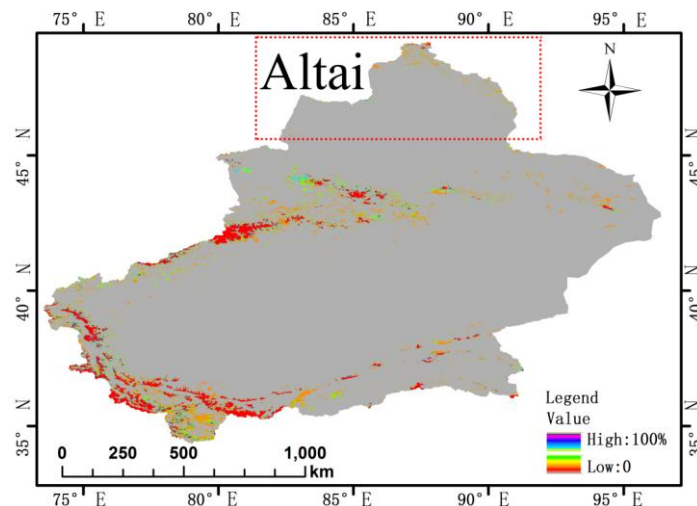 75° E 80° E 85° E 90° E 95° E
Altai
N
45° N 45° N
40° N 40° N
35° N 35° N
Legend
Value
High:100%
Low:0
0 250 500 1,000
km
75° E 80° E 85° E 90° E 95° E